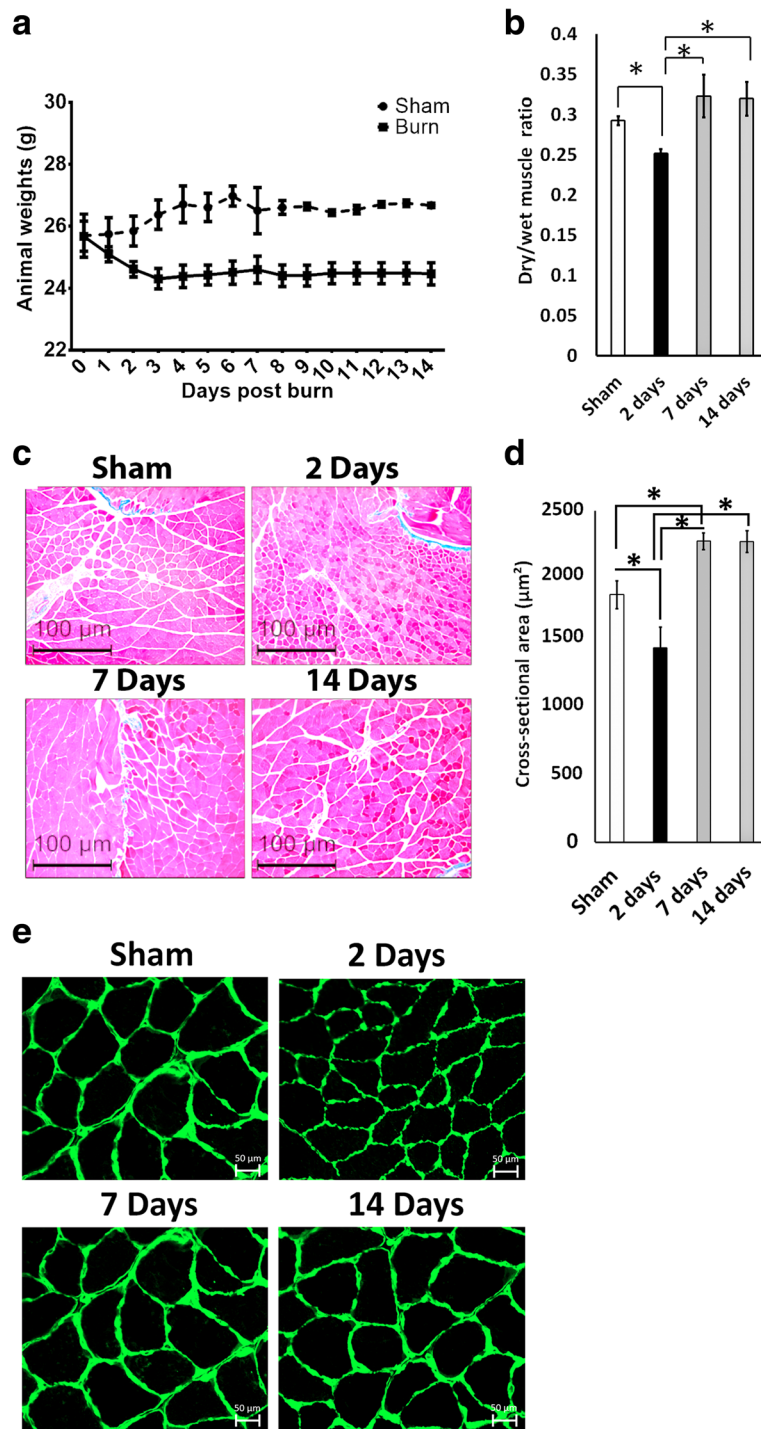 a
30
28
26
24
22
Animal weights (g)
Sham
Burn
0 1 2 3 4 5 6 7 8 9 10 11 12 13 14
Days post burn
b
0.4
0.35
0.3
0.25
0.2
0.15
0.1
0.05
0
Dry/wet muscle ratio
* * *
Sham 2 days 7 days 14 days
c
Sham 2 Days
100 µm 100 µm
7 Days 14 Days
100 µm 100 µm
d
2500
2000
1500
1000
500
0
Cross-sectional area (µm²)
* *
* *
Sham 2 days 7 days 14 days
e
Sham 2 Days
50 µm 50 µm
7 Days 14 Days
50 µm 50 µm